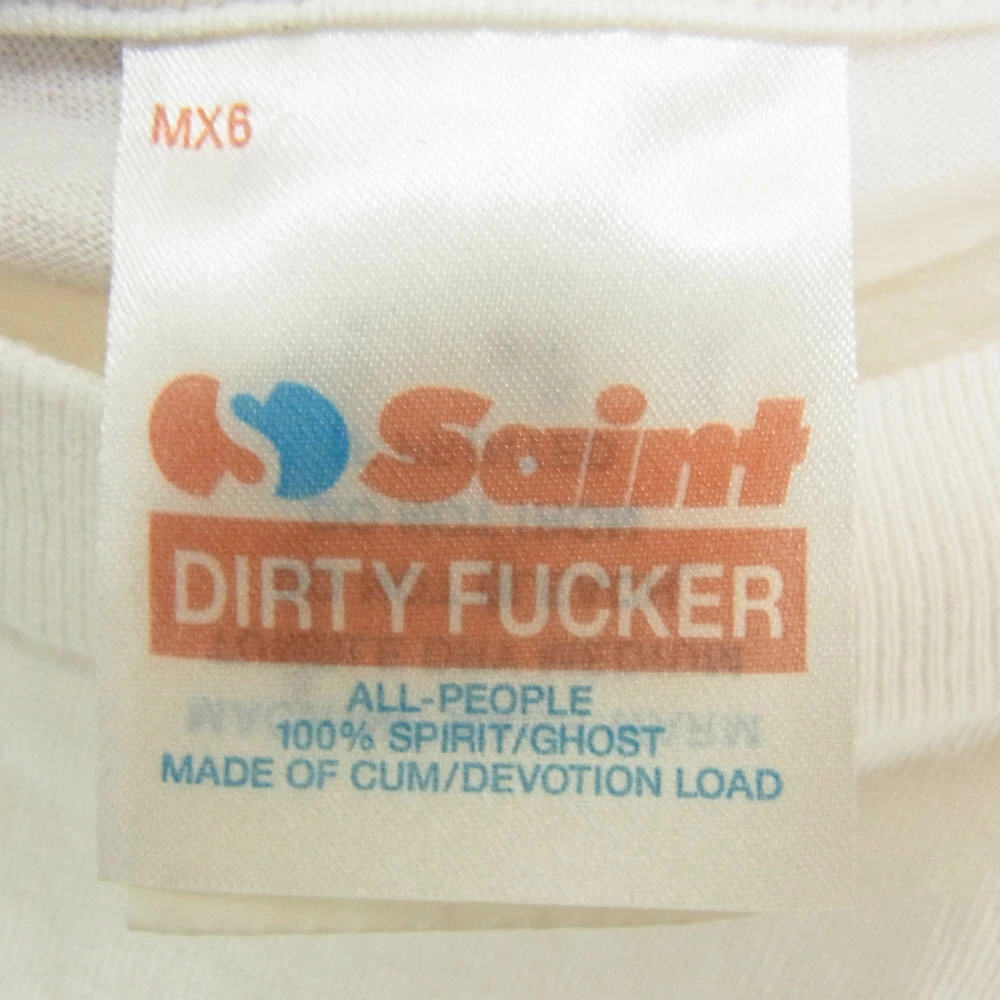 MX6
Saint
DIRTY FUCKER
ALL-PEOPLE
100% SPIRIT/GHOST
MADE OF CUM/DEVOTION LOAD